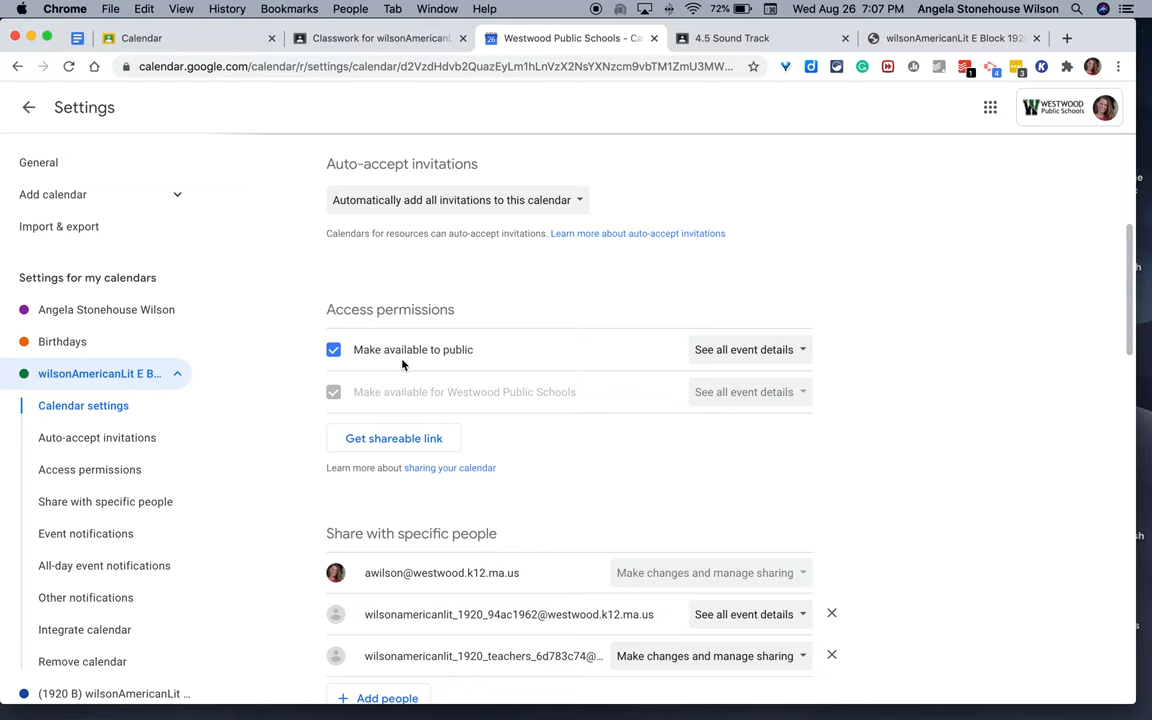 Chrome File Edit View History Bookmarks People Tab Window Help 72% Wed Aug 26 7:07 PM Angela Stonehouse Wilson
Calendar Classwork for wilsonAmerican Westwood Public Schools - Ca 4.5 Sound Track wilsonAmericanLit E Block 192
calendar.google.com/calendar/r/settings/calendar/d2VzdHdvb2QuazEyLm1hLnVzX2NsYXNzcm9vbTM1ZmU3MW... 1 4 3
Settings
WESTWOOD
Public Schools
General
Add calendar
Import & export
Settings for my calendars
Angela Stonehouse Wilson
Birthdays
wilsonAmericanLit E B...
Calendar settings
Auto-accept invitations
Access permissions
Share with specific people
Event notifications
All-day event notifications
Other notifications
Integrate calendar
Remove calendar
(1920 B) wilsonAmericanLit ...
Auto-accept invitations
Automatically add all invitations to this calendar
Calendars for resources can auto-accept invitations. Learn more about auto-accept invitations
Access permissions
Make available to public See all event details
Make available for Westwood Public Schools See all event details
Get shareable link
Learn more about sharing your calendar
Share with specific people
awilson@westwood.k12.ma.us Make changes and manage sharing
wilsonamericanlit_1920_94ac1962@westwood.k12.ma.us See all event details
wilsonamericanlit_1920_teachers_6d783c74@... Make changes and manage sharing
+ Add people